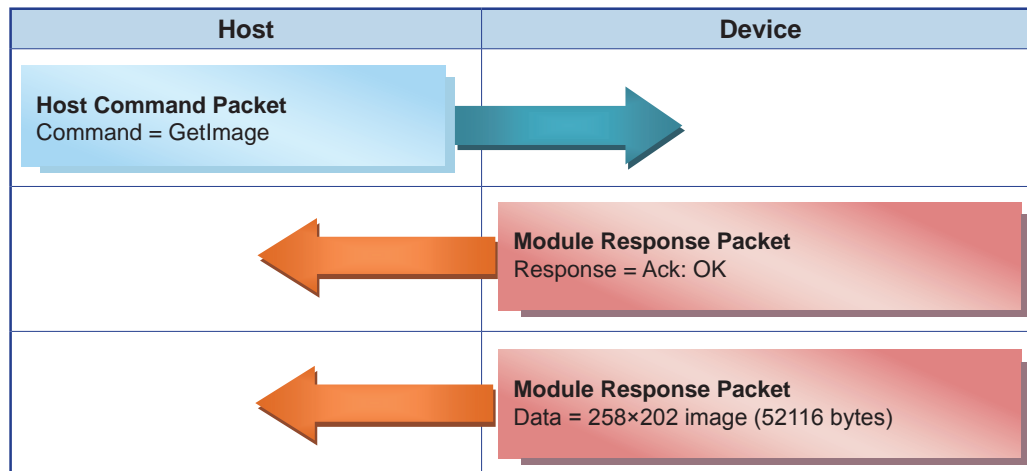 Host
Device
Host Command Packet
Command = GetImage
Module Response Packet
Response = Ack: OK
Module Response Packet
Data = 258×202 image (52116 bytes)